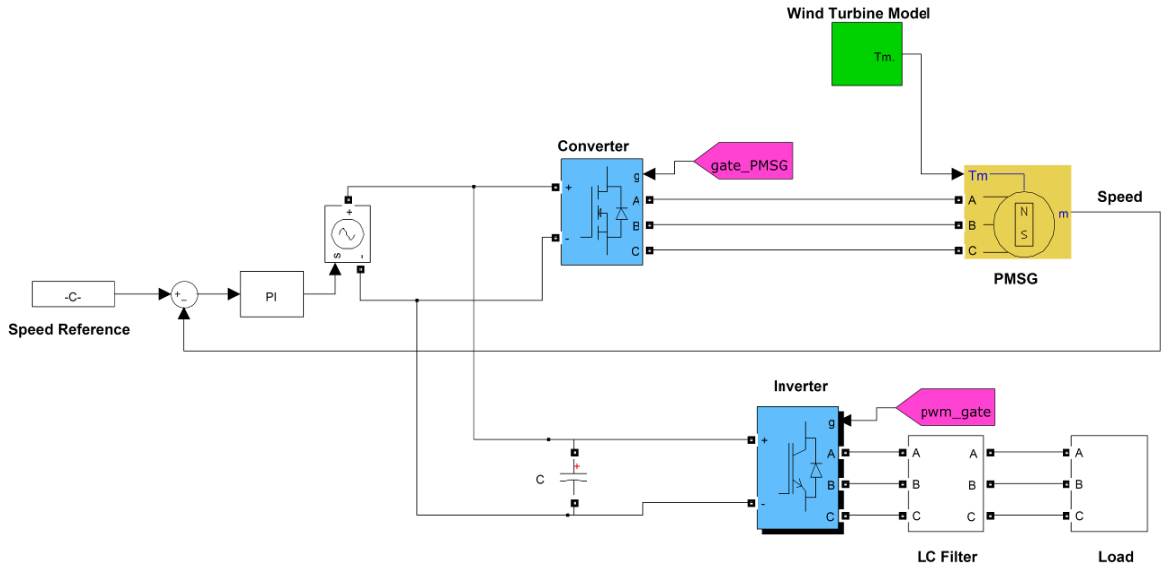 Wind Turbine Model
Tm.
Converter
gate_PMSG
g
+
A
B
-
C
Tm
A
B
C
N
S
m
Speed
PMSG
+
s
-
-C-
+
-
PI
Speed Reference
Inverter
pwm_gate
g
+
A
B
-
C
+
C
A
B
C
A
B
C
A
B
C
LC Filter
Load